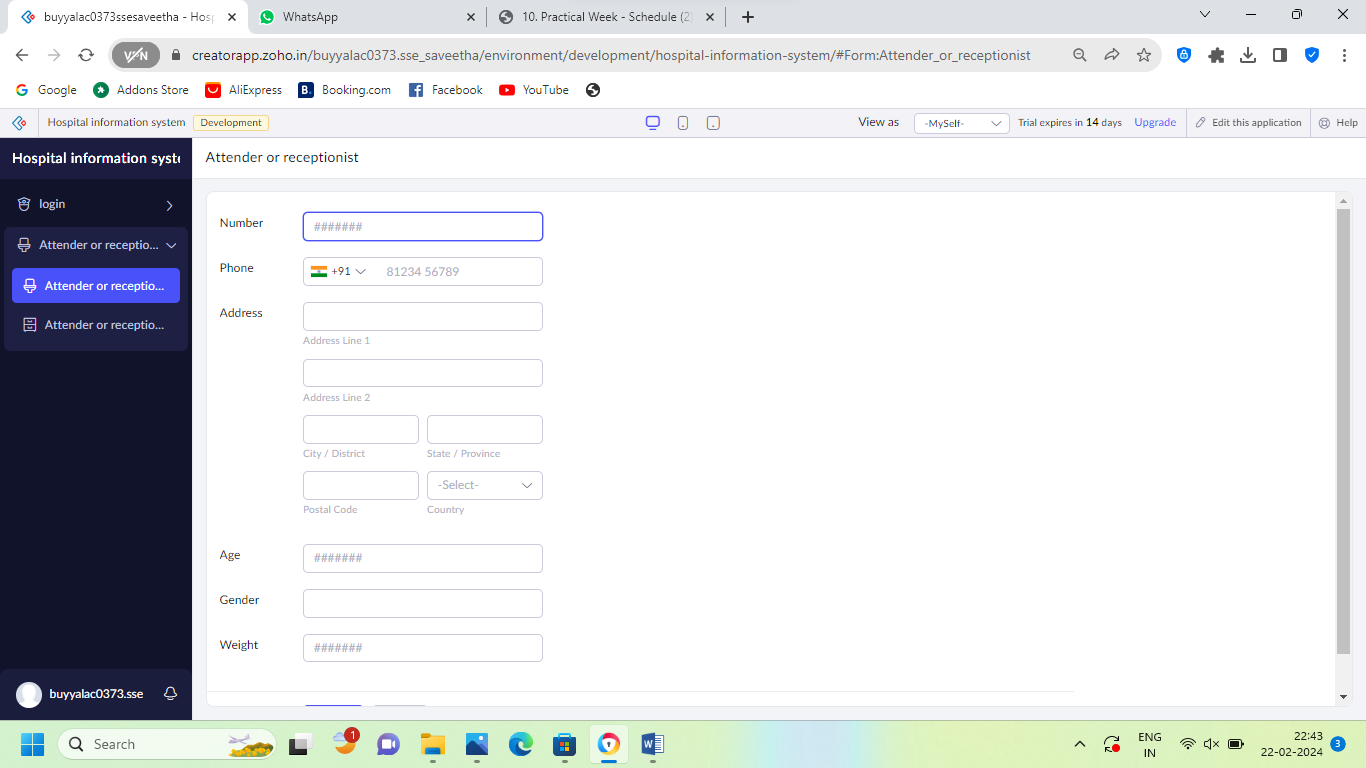 buyyalac0373ssesaveetha - Hosp
WhatsApp
10. Practical Week - Schedule (2)
VPN
creatorapp.zoho.in/buyyalac0373.sse_saveetha/environment/development/hospital-information-system/#Form:Attender_or_receptionist
Google
Addons Store
AliExpress
B.
Booking.com
Facebook
YouTube
Hospital information system
Development
View as
-MySelf-
Trial expires in 14 days
Upgrade
Edit this application
Help
Hospital information syste
Attender or receptionist
login
Attender or receptio...
Attender or receptio...
Attender or receptio...
Number
#######
Phone
+91
81234 56789
Address
Address Line 1
Address Line 2
City / District
State / Province
-Select-
Postal Code
Country
Age
#######
Gender
Weight
#######
buyyalac0373.sse
Search
1
W
ENG
IN
22:43
22-02-2024
3